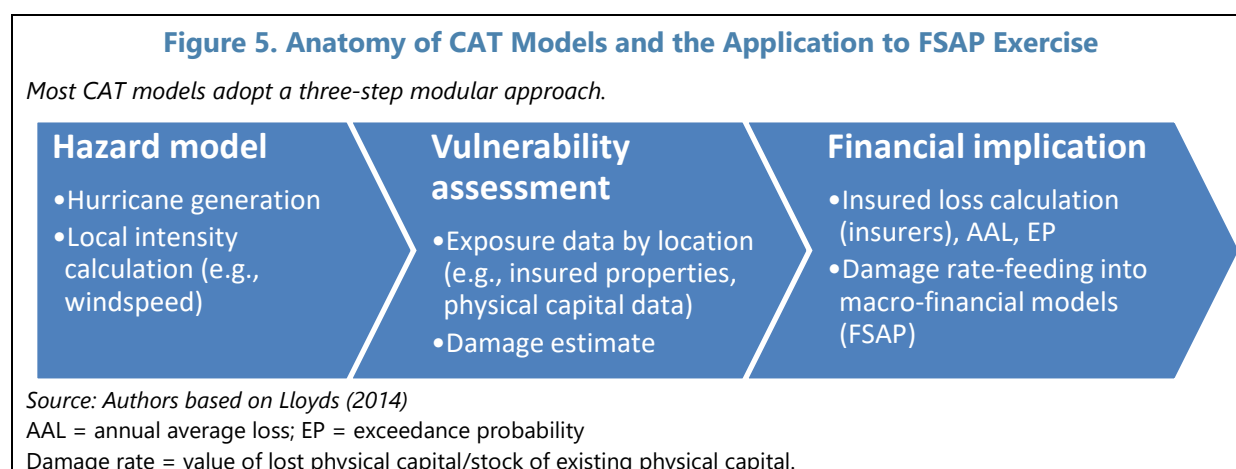 Figure 5. Anatomy of CAT Models and the Application to FSAP Exercise
Most CAT models adopt a three-step modular approach.
Hazard model
•Hurricane generation
•Local intensity
calculation (e.g.,
windspeed)
Vulnerability
assessment
•Exposure data by location
(e.g., insured properties,
physical capital data)
•Damage estimate
Financial implication
•Insured loss calculation
(insurers), AAL, EP
•Damage rate-feeding into
macro-financial models
(FSAP)
Source: Authors based on Lloyds (2014)
AAL = annual average loss; EP = exceedance probability
Damage rate = value of lost physical capital/stock of existing physical capital.